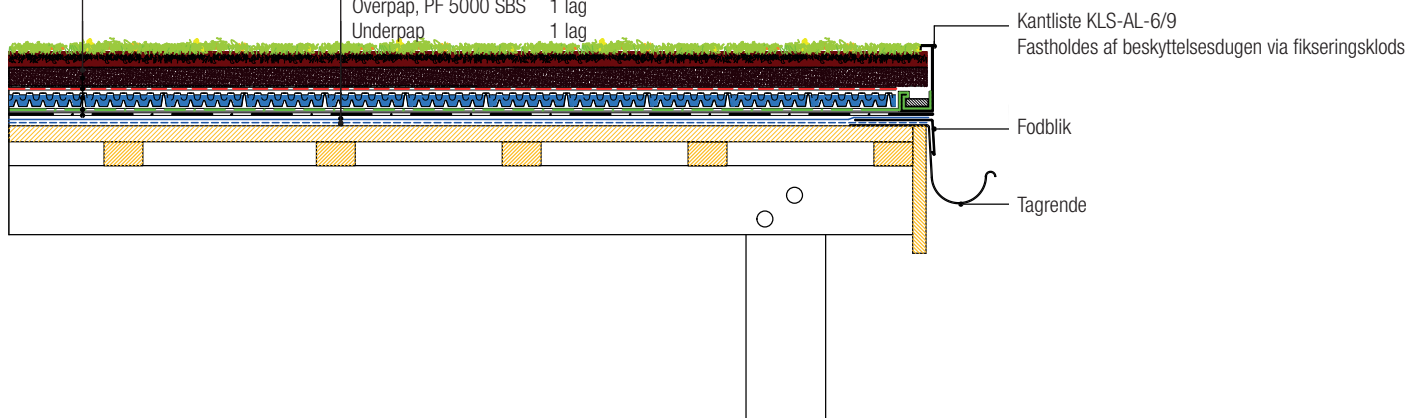 Overpap, PF 5000 SBS 1 lag
Underpap 1 lag
Kantliste KLS-AL-6/9
Fastholdes af beskyttelsesdugen via fikseringsklods
Fodblik
Tagrende